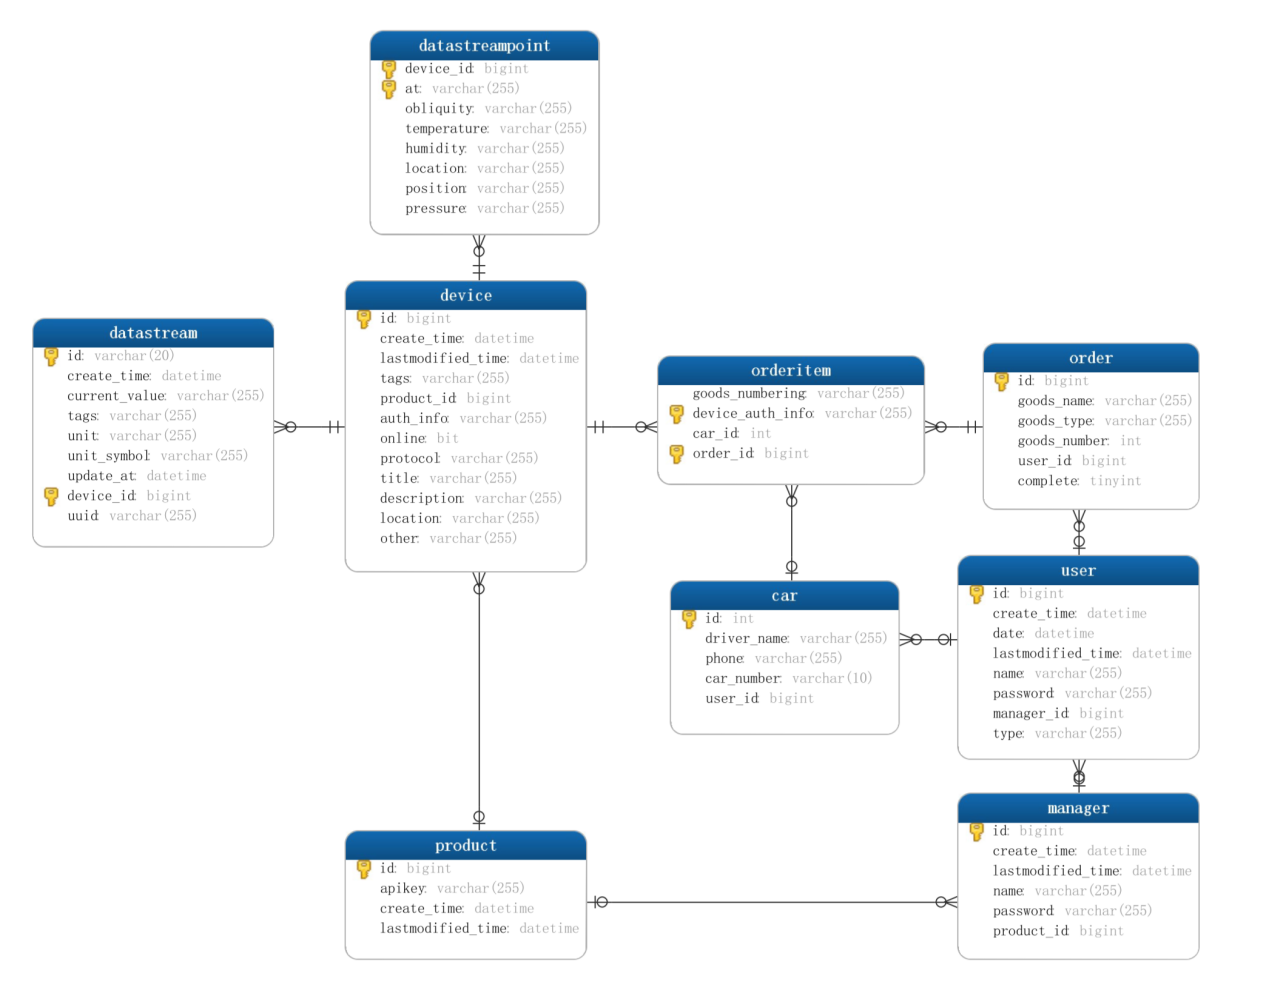 datastreampoint
device_id: bigint
at: varchar(255)
obliquity: varchar(255)
temperature: varchar(255)
humidity: varchar(255)
location: varchar(255)
position: varchar(255)
pressure: varchar(255)
datastream
id: varchar(20)
create_time: datetime
current_value: varchar(255)
tags: varchar(255)
unit: varchar(255)
unit_symbol: varchar(255)
update_at: datetime
device_id: bigint
uuid: varchar(255)
device
id: bigint
create_time: datetime
lastmodified_time: datetime
tags: varchar(255)
product_id: bigint
auth_info: varchar(255)
online: bit
protocol: varchar(255)
title: varchar(255)
description: varchar(255)
location: varchar(255)
other: varchar(255)
orderitem
goods_numbering: varchar(255)
device_auth_info: varchar(255)
car_id: int
order_id: bigint
order
id: bigint
goods_name: varchar(255)
goods_type: varchar(255)
goods_number: int
user_id: bigint
complete: tinyint
car
id: int
driver_name: varchar(255)
phone: varchar(255)
car_number: varchar(10)
user_id: bigint
user
id: bigint
create_time: datetime
date: datetime
lastmodified_time: datetime
name: varchar(255)
password: varchar(255)
manager_id: bigint
type: varchar(255)
product
id: bigint
apikey: varchar(255)
create_time: datetime
lastmodified_time: datetime
manager
id: bigint
create_time: datetime
lastmodified_time: datetime
name: varchar(255)
password: varchar(255)
product_id: bigint